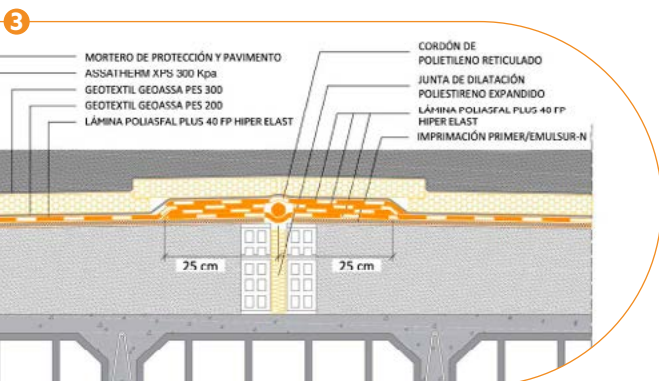 3
MORTERO DE PROTECCIÓN Y PAVIMENTO
ASSATHERM XPS 300 Kpa
GEOTEXTIL GEOASSA PES 300
GEOTEXTIL GEOASSA PES 200
LÁMINA POLIASFAL PLUS 40 FP HIPER ELAST
CORDÓN DE
POLIETILENO RETICULADO
JUNTA DE DILATACIÓN
POLIESTIRENO EXPANDIDO
LÁMINA POLIASFAL PLUS 40 FP
HIPER ELAST
IMPRIMACIÓN PRIMER/EMULSUR-N
25 cm
25 cm